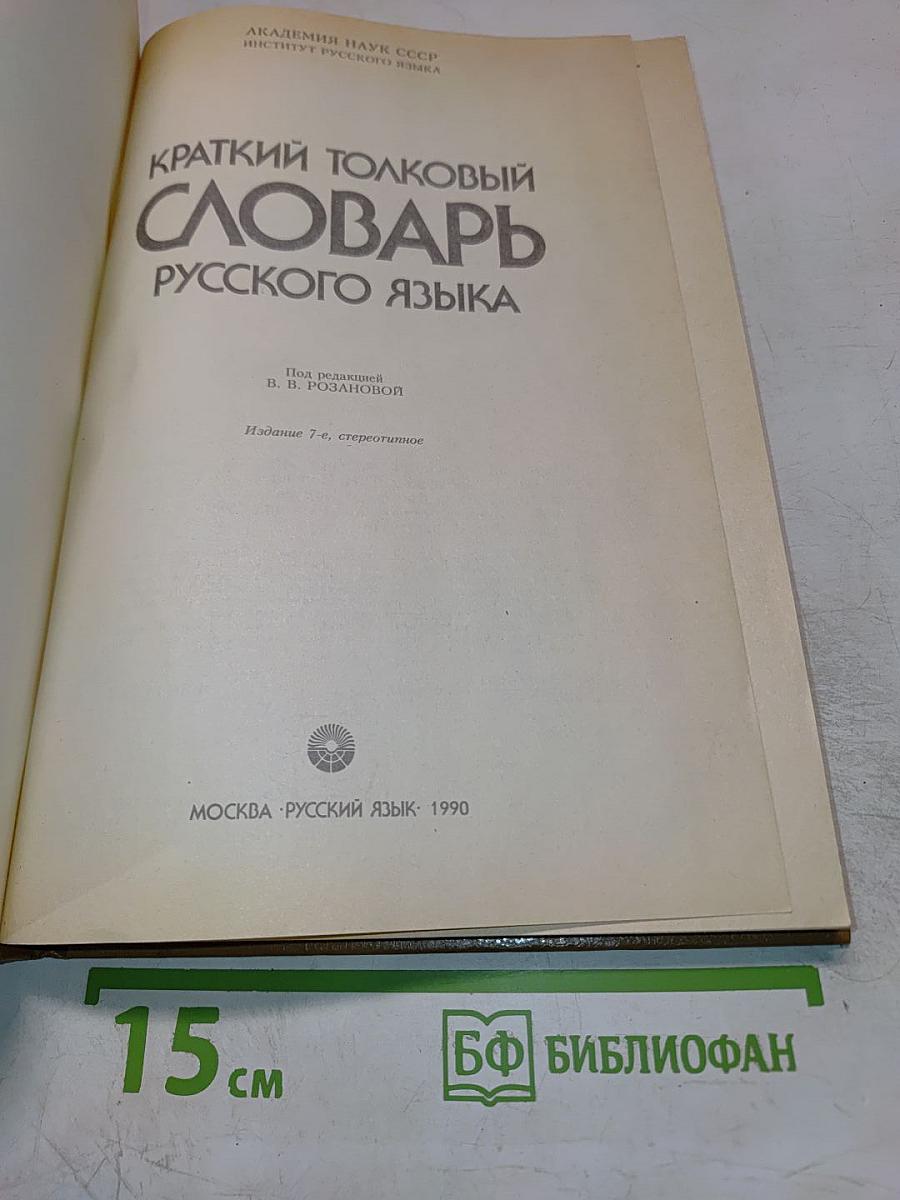 АКАДЕМИЯ НАУК СССР
ИНСТИТУТ РУССКОГО ЯЗЫКА
КРАТКИЙ ТОЛКОВЫЙ
СЛОВАРЬ
РУССКОГО ЯЗЫКА
Под редакцией
В. В. РОЗАНОВОЙ
Издание 7-е, стереотипное
МОСКВА ·РУССКИЙ ЯЗЫК· 1990
15 см
БФ БИБЛИОФАН